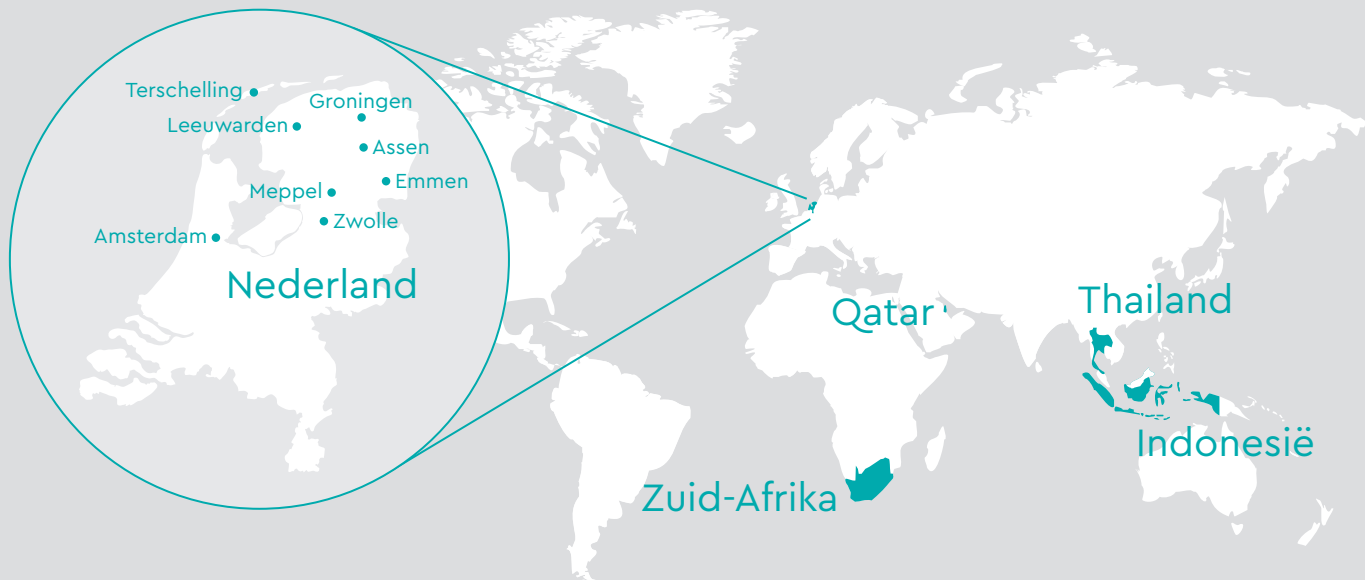 Terschelling
Groningen
Leeuwarden
Assen
Emmen
Meppel
Zwolle
Amsterdam
Nederland
Qatar
Thailand
Indonesië
Zuid-Afrika